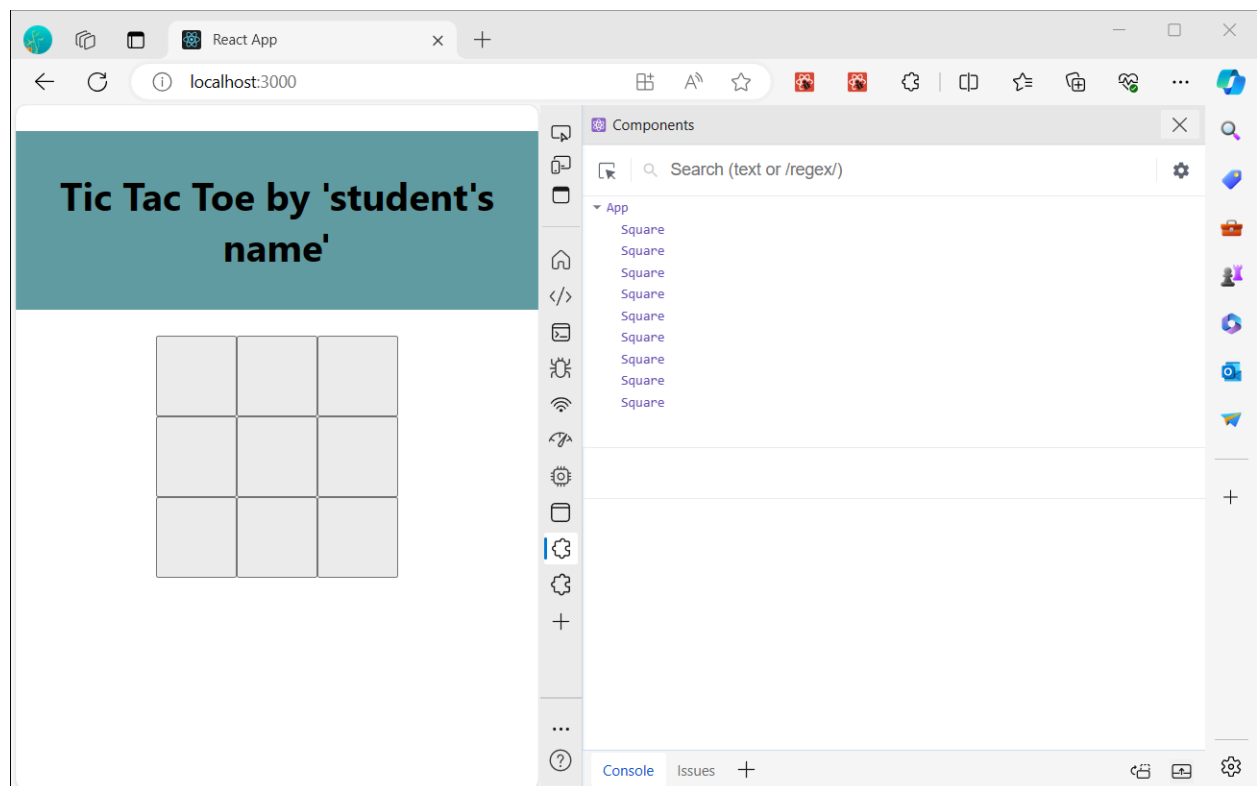 React App
localhost:3000
Tic Tac Toe by 'student's
name'
Components
Search (text or /regex/)
App
Square
Square
Square
Square
Square
Square
Square
Square
Square
Console Issues